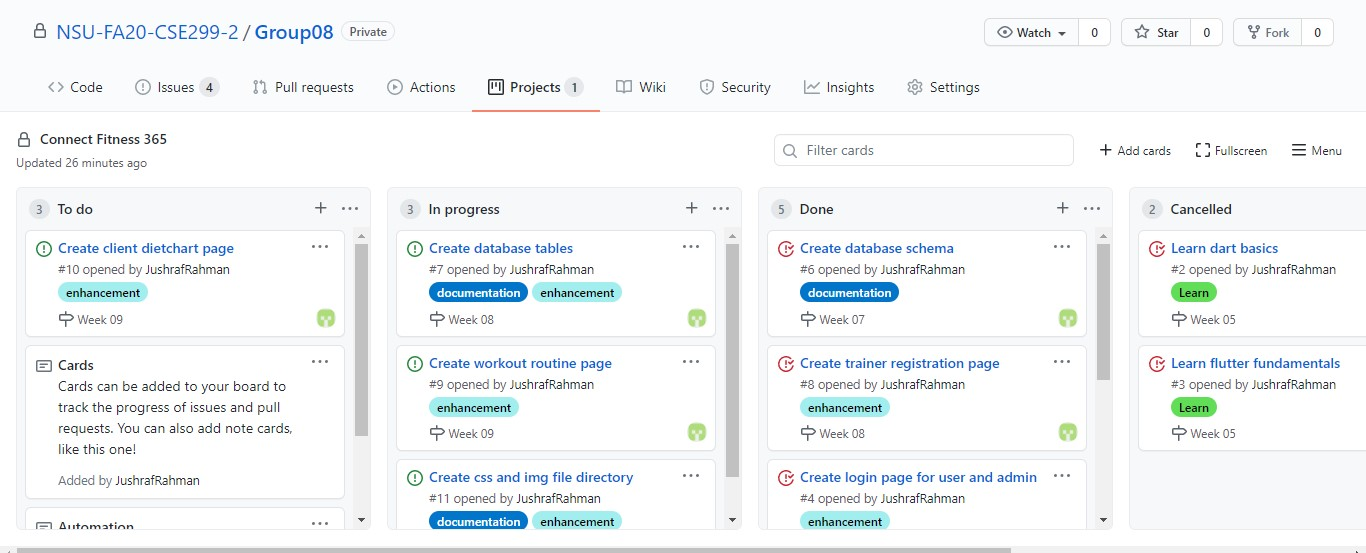 NSU-FA20-CSE299-2 / Group08 Private
Watch 0 Star 0 Fork 0
Code Issues 4 Pull requests Actions Projects 1 Wiki Security Insights Settings
Connect Fitness 365
Updated 26 minutes ago
Filter cards
Add cards Fullscreen Menu
3 To do
Create client dietchart page
#10 opened by JushrafRahman
enhancement
Week 09
Cards
Cards can be added to your board to
track the progress of issues and pull
requests. You can also add note cards,
like this one!
Added by JushrafRahman
Automation
3 In progress
Create database tables
#7 opened by JushrafRahman
documentation enhancement
Week 08
Create workout routine page
#9 opened by JushrafRahman
enhancement
Week 09
Create css and img file directory
#11 opened by JushrafRahman
documentation enhancement
5 Done
Create database schema
#6 opened by JushrafRahman
documentation
Week 07
Create trainer registration page
#8 opened by JushrafRahman
enhancement
Week 08
Create login page for user and admin
#4 opened by JushrafRahman
enhancement
2 Cancelled
Learn dart basics
#2 opened by JushrafRahman
Learn
Week 05
Learn flutter fundamentals
#3 opened by JushrafRahman
Learn
Week 05